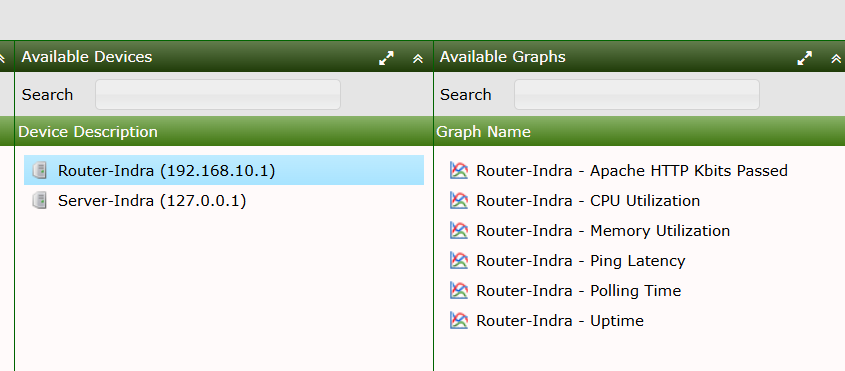 Available Devices
Search
Device Description
Router-Indra (192.168.10.1)
Server-Indra (127.0.0.1)
Available Graphs
Search
Graph Name
Router-Indra - Apache HTTP Kbits Passed
Router-Indra - CPU Utilization
Router-Indra - Memory Utilization
Router-Indra - Ping Latency
Router-Indra - Polling Time
Router-Indra - Uptime